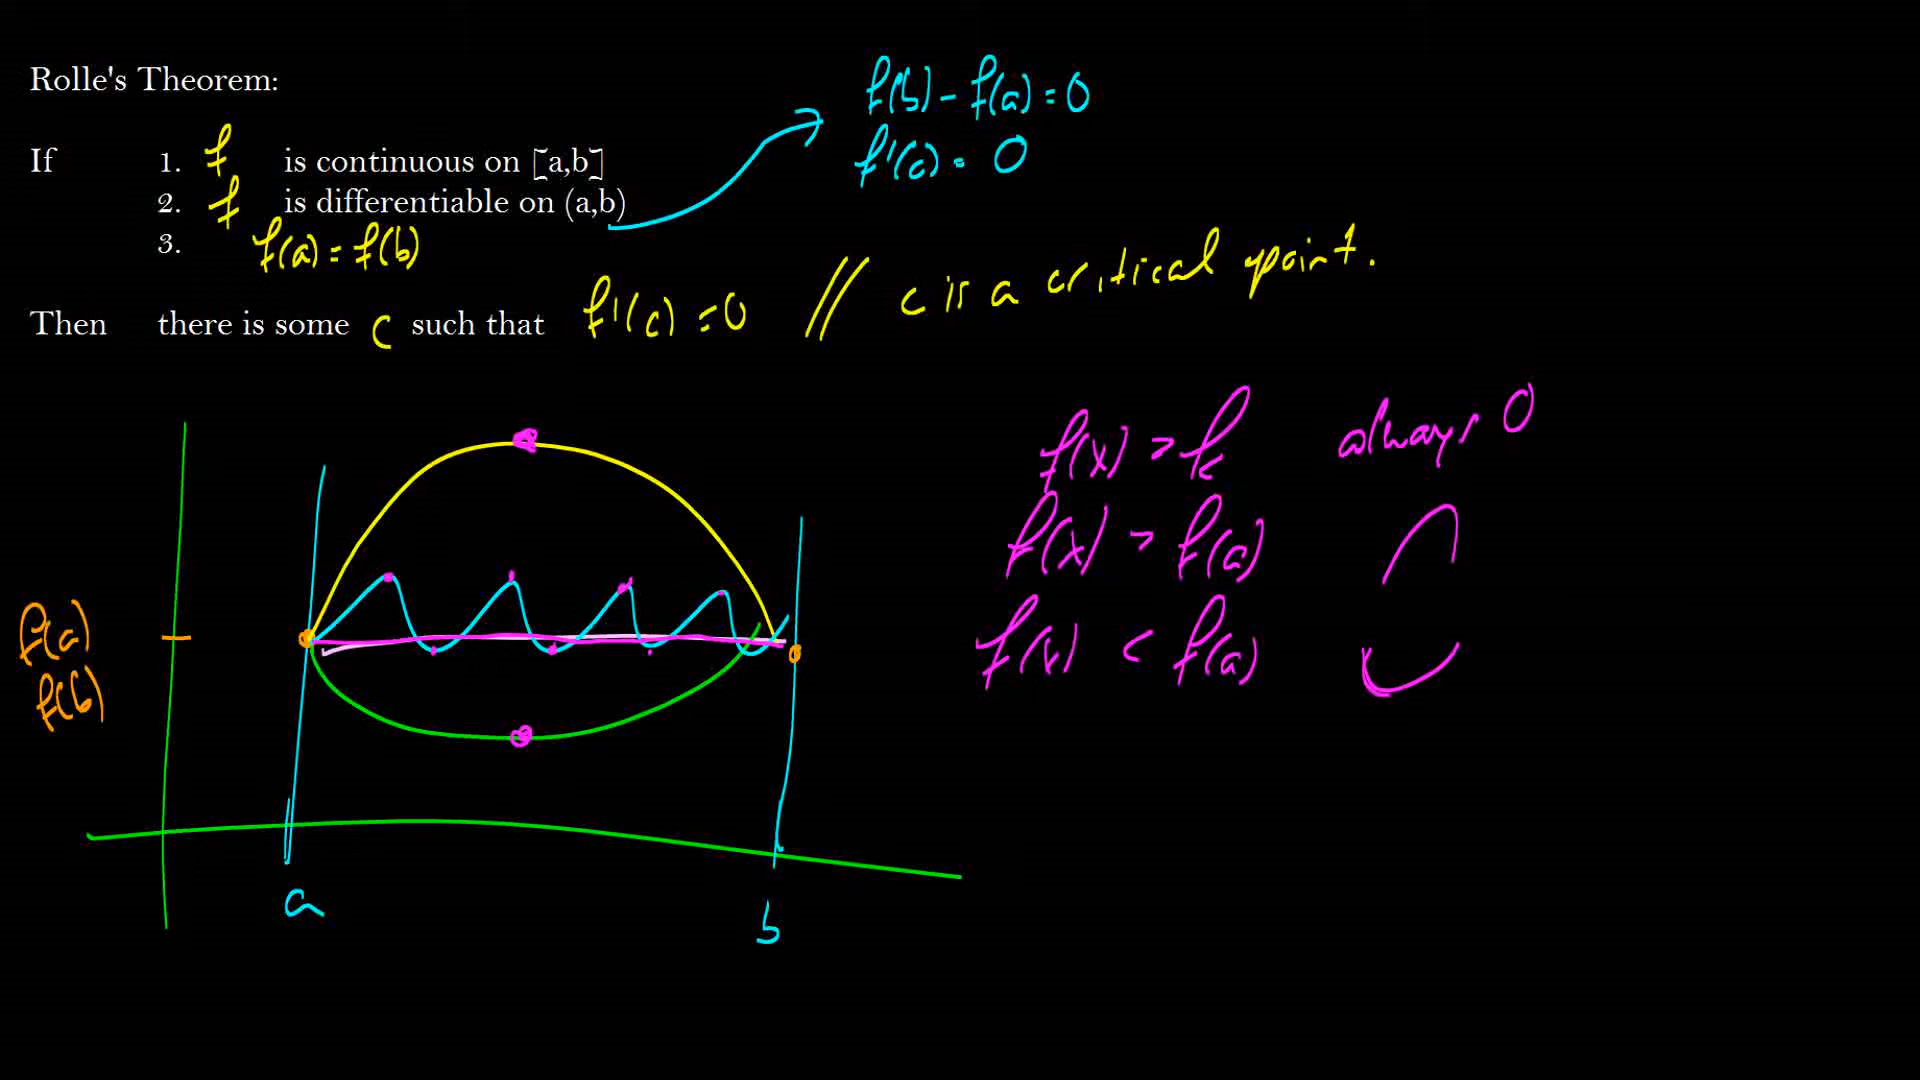 Rolle's Theorem:
f(b) - f(a) = 0
f'(c) = 0
If 1. f is continuous on [a,b]
2. f is differentiable on (a,b)
3. f(a) = f(b)
Then there is some c such that f'(c) = 0 // c is a critical point.
f(x) = k always 0
f(x) > f(a)
f(x) < f(a)
f(a)
f(b)
a
b